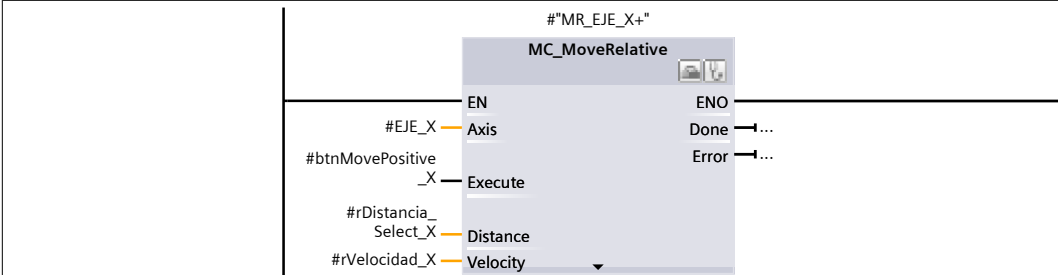 #"MR_EJE_X+"
MC_MoveRelative
EN
ENO
#EJE_X
Axis
Done
...
Error
...
#btnMovePositive
_X
Execute
#rDistancia_
Select_X
Distance
#rVelocidad_X
Velocity